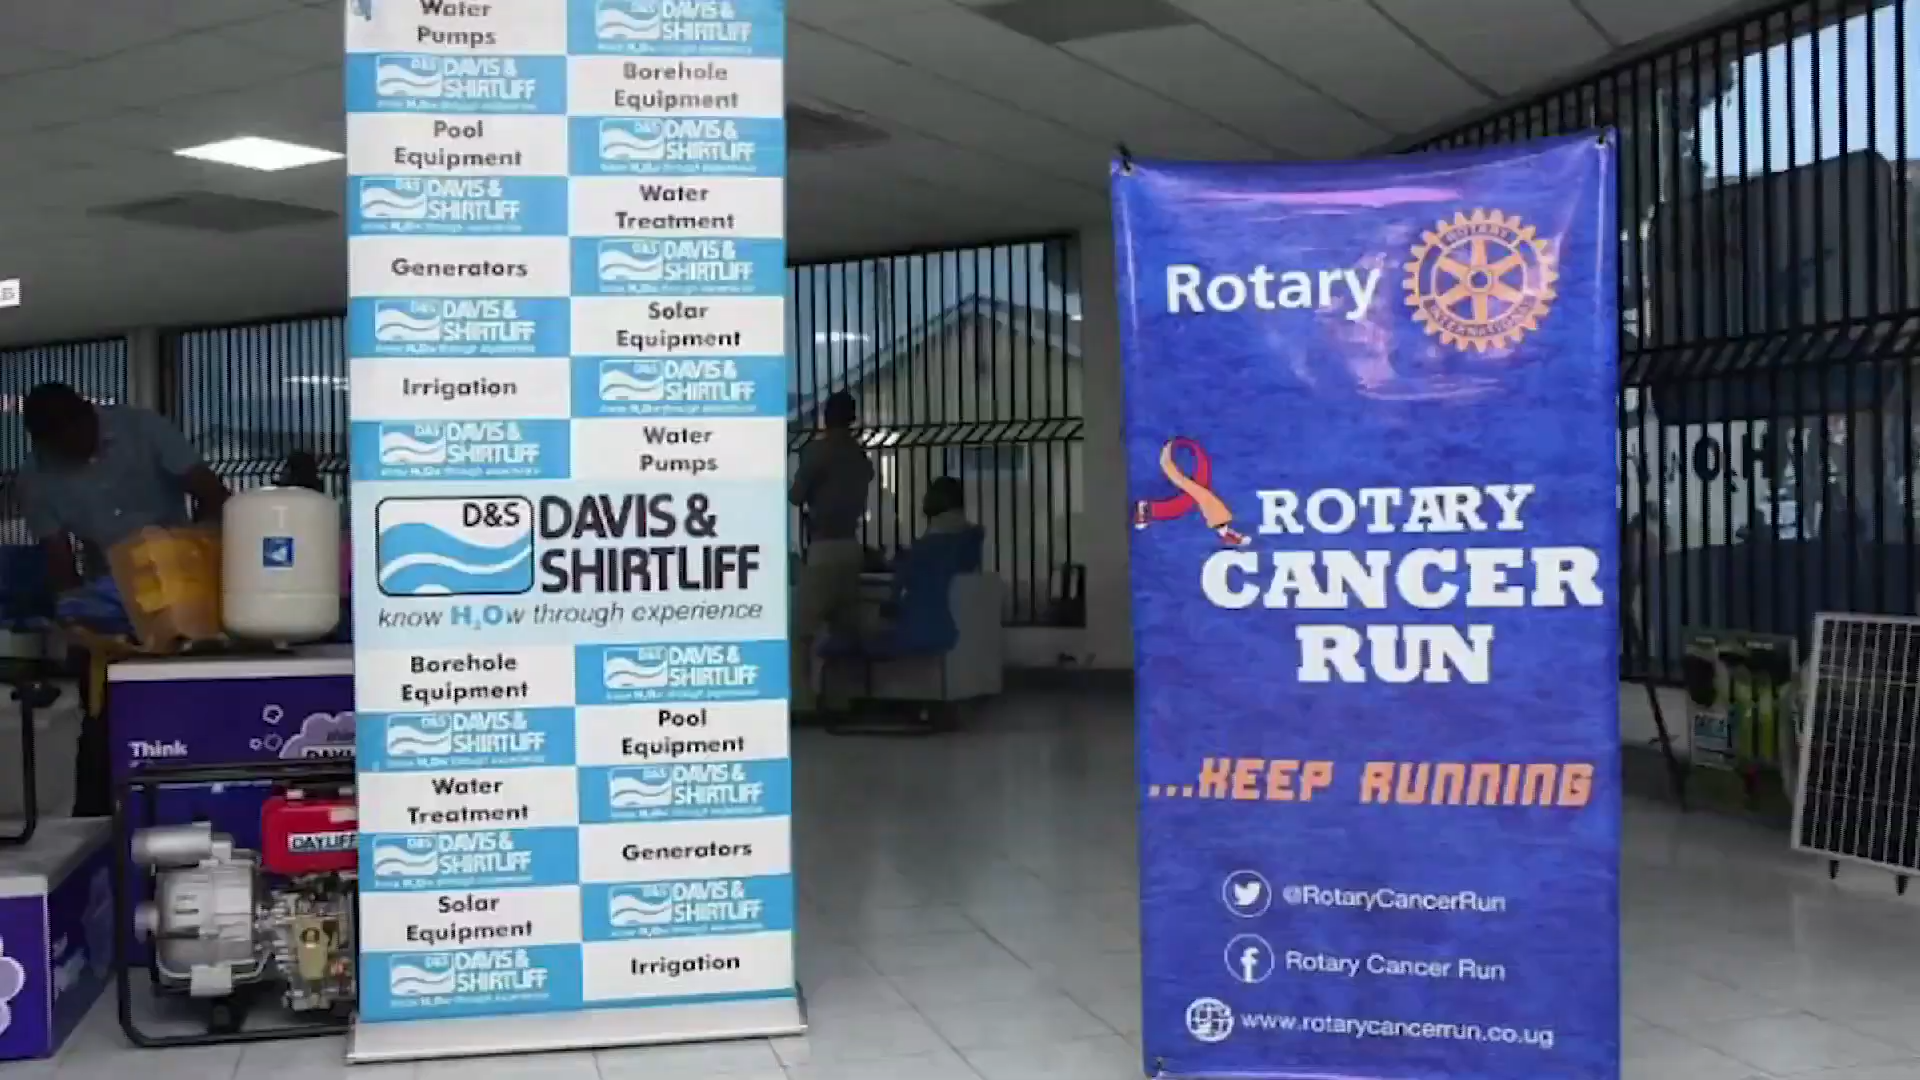 Water
Pumps
D&S DAVIS &
SHIRTLIFF
D&S DAVIS &
SHIRTLIFF
Borehole
Equipment
Pool
Equipment
D&S DAVIS &
SHIRTLIFF
D&S DAVIS &
SHIRTLIFF
Water
Treatment
Generators
D&S DAVIS &
SHIRTLIFF
D&S DAVIS &
SHIRTLIFF
Solar
Equipment
Irrigation
D&S DAVIS &
SHIRTLIFF
D&S DAVIS &
SHIRTLIFF
Water
Pumps
D&S DAVIS &
SHIRTLIFF
know H2Ow through experience
Borehole
Equipment
D&S DAVIS &
SHIRTLIFF
D&S DAVIS &
SHIRTLIFF
Pool
Equipment
Water
Treatment
D&S DAVIS &
SHIRTLIFF
D&S DAVIS &
SHIRTLIFF
Generators
Solar
Equipment
D&S DAVIS &
SHIRTLIFF
D&S DAVIS &
SHIRTLIFF
Irrigation
Think
DAYLIFF
Rotary
ROTARY
INTERNATIONAL
ROTARY
CANCER
RUN
...KEEP RUNNING
@RotaryCancerRun
Rotary Cancer Run
www.rotarycancerrun.co.ug